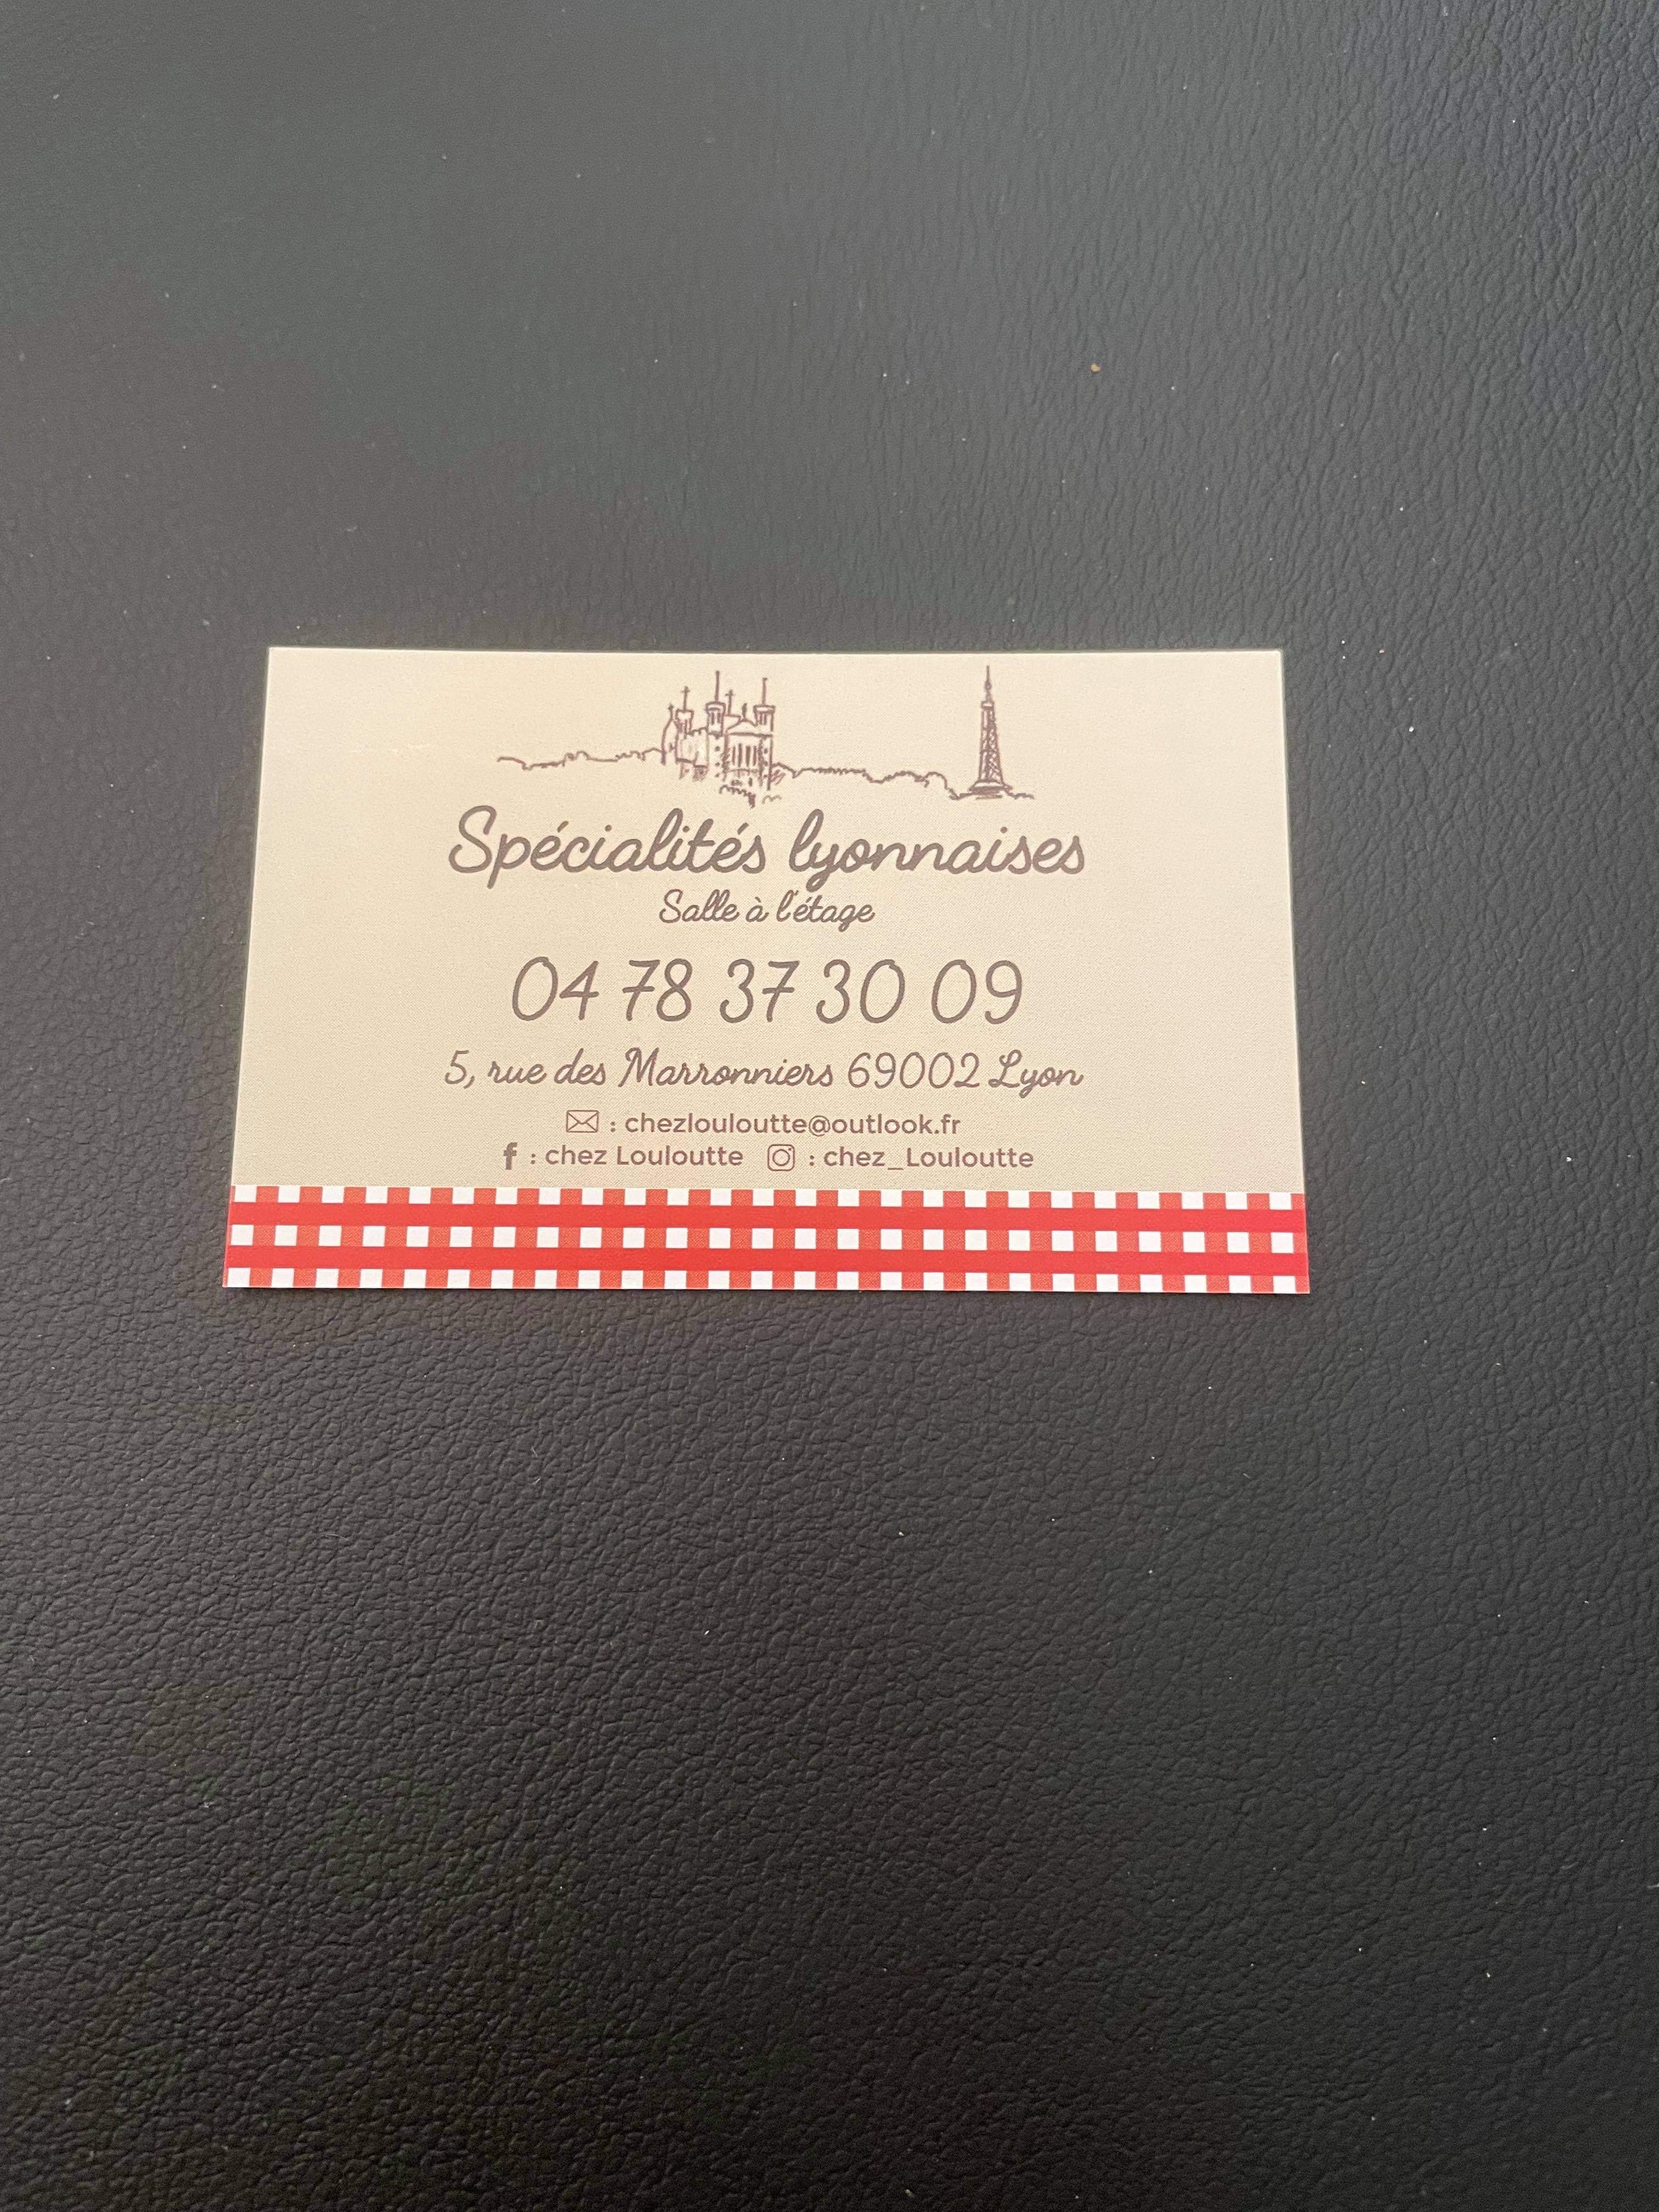 Spécialités lyonnaises
Salle à l'étage
04 78 37 30 09
5, rue des Marronniers 69002 Lyon
: chezlouloutte@outlook.fr
f : chez Louloutte : chez_Louloutte